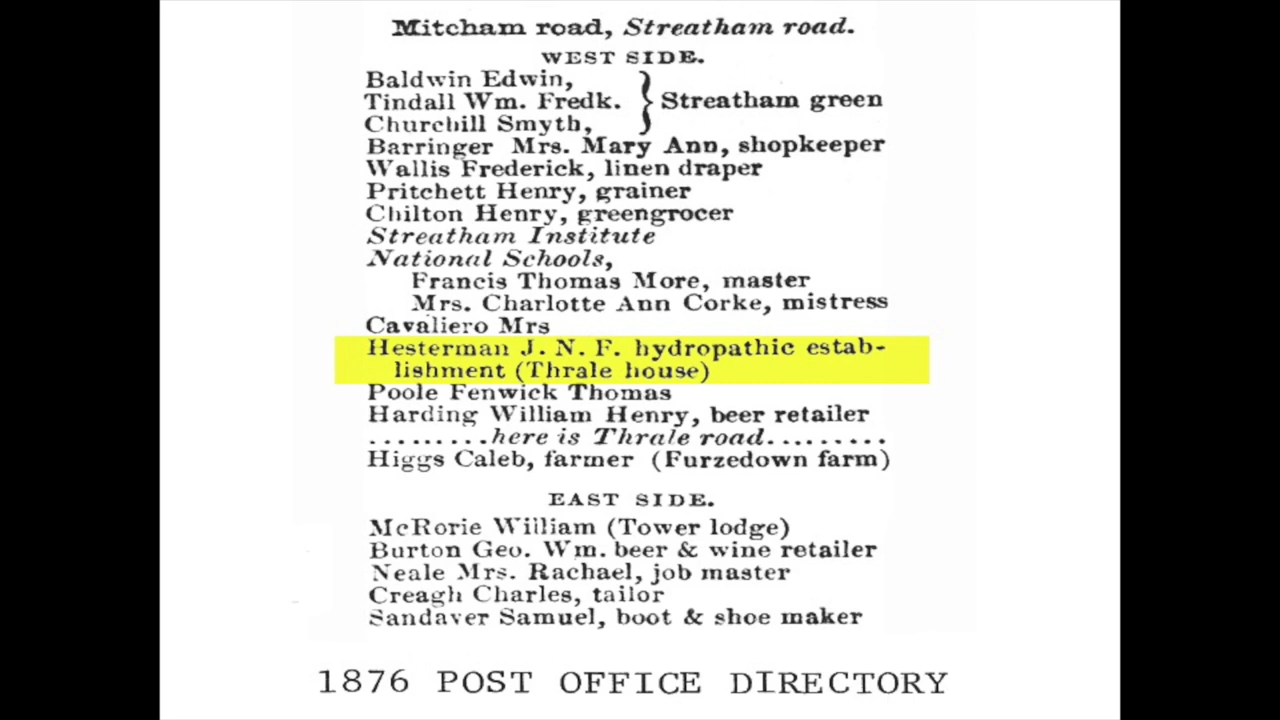 Mitcham road, Streatham road.
WEST SIDE.
Baldwin Edwin,
Tindall Wm. Fredk. } Streatham green
Churchill Smyth,
Barringer Mrs. Mary Ann, shopkeeper
Wallis Frederick, linen draper
Pritchett Henry, grainer
Chilton Henry, greengrocer
Streatham Institute
National Schools,
Francis Thomas More, master
Mrs. Charlotte Ann Corke, mistress
Cavaliero Mrs
Hesterman J. N. F. hydropathic estab-
lishment (Thrale house)
Poole Fenwick Thomas
Harding William Henry, beer retailer
.........here is Thrale road.........
Higgs Caleb, farmer (Furzedown farm)
EAST SIDE.
McRorie William (Tower lodge)
Burton Geo. Wm. beer & wine retailer
Neale Mrs. Rachael, job master
Creagh Charles, tailor
Sandaver Samuel, boot & shoe maker
1876 POST OFFICE DIRECTORY